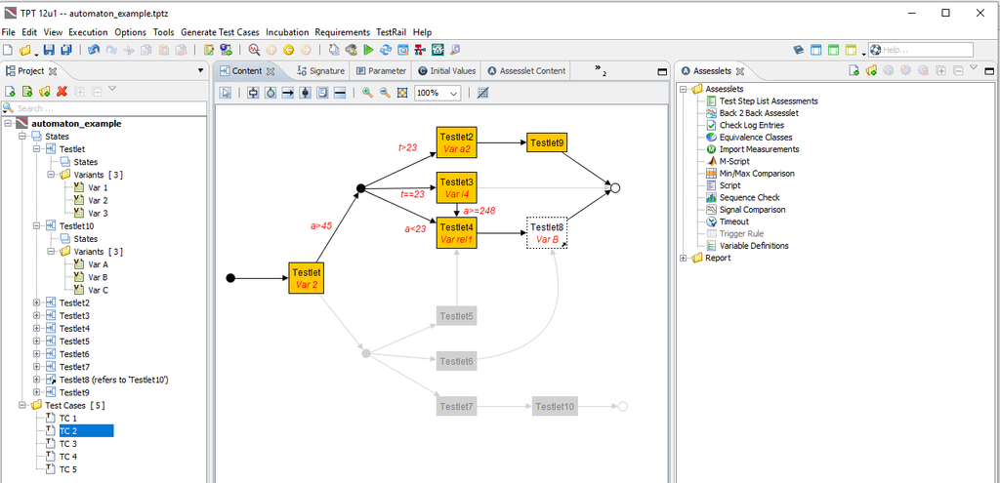 TPT 12u1 -- automaton_example.tptz
File Edit View Execution Options Tools Generate Test Cases Incubation Requirements TestRail Help
Help...
Project
Search ...
automaton_example
States
Testlet
States
Variants [ 3 ]
Var 1
Var 2
Var 3
Testlet10
States
Variants [ 3 ]
Var A
Var B
Var C
Testlet2
Testlet3
Testlet4
Testlet5
Testlet6
Testlet7
Testlet8 (refers to 'Testlet10')
Testlet9
Test Cases [ 5 ]
TC 1
TC 2
TC 3
TC 4
TC 5
Content Signature Parameter Initial Values Assesslet Content »2
100%
Testlet2
Var a2
Testlet9
t>23
Testlet3
Var i4
t==23
a>=248
a<23
Testlet4
Var rel1
Testlet8
Var B
a>45
Testlet
Var 2
Testlet5
Testlet6
Testlet7
Testlet10
Assesslets
Assesslets
Test Step List Assessments
Back 2 Back Assesslet
Check Log Entries
Equivalence Classes
Import Measurements
M-Script
Min/Max Comparison
Script
Sequence Check
Signal Comparison
Timeout
Trigger Rule
Variable Definitions
Report